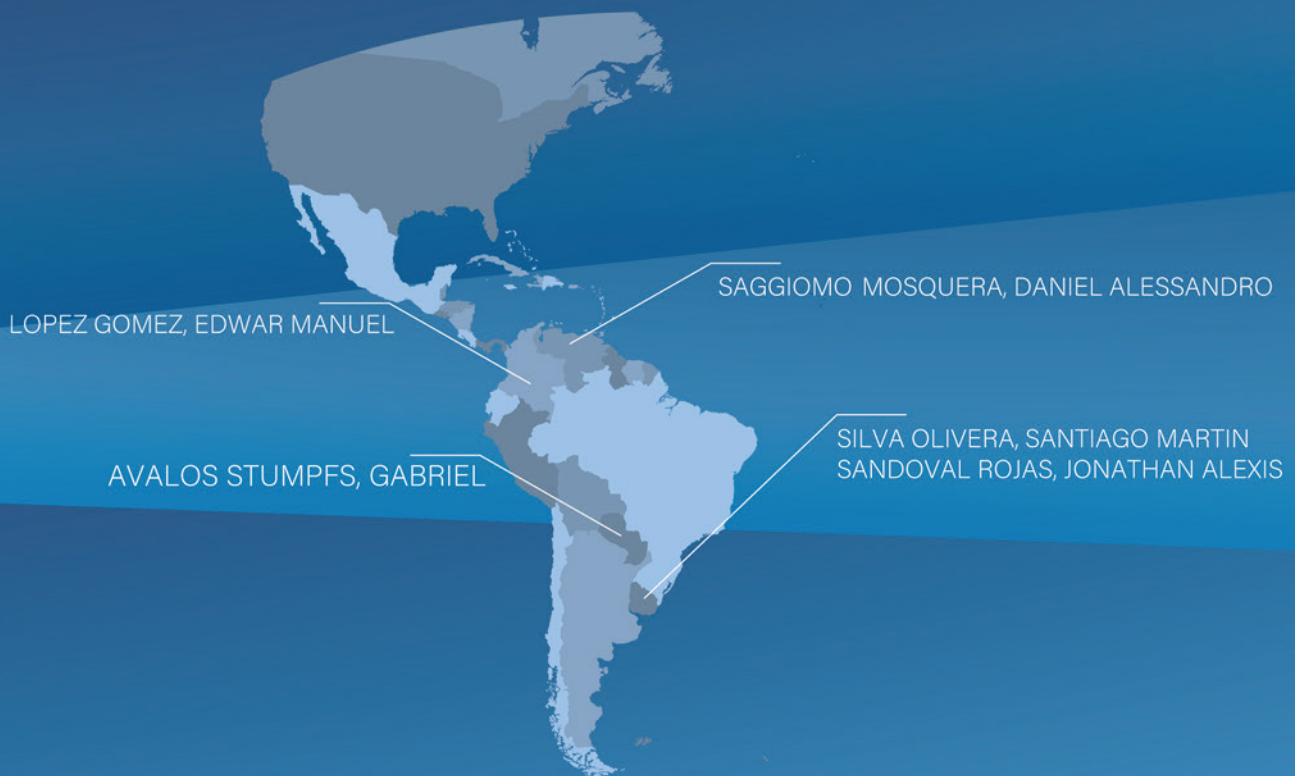 SAGGIOMO MOSQUERA, DANIEL ALESSANDRO
LOPEZ GOMEZ, EDWAR MANUEL
SILVA OLIVERA, SANTIAGO MARTIN
SANDOVAL ROJAS, JONATHAN ALEXIS
AVALOS STUMPFS, GABRIEL